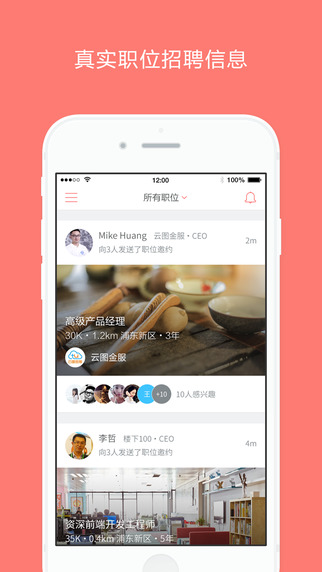 真实职位招聘信息
12:00
100%
所有职位
Mike Huang 云图金服·CEO
2m
向3人发送了职位邀约
高级产品经理
30K·1.2km 浦东新区·3年
云图金服
王
+10
10人感兴趣
李哲 楼下100·CEO
4m
向3人发送了职位邀约
资深前端开发工程师
35K·0.4km 浦东新区·5年